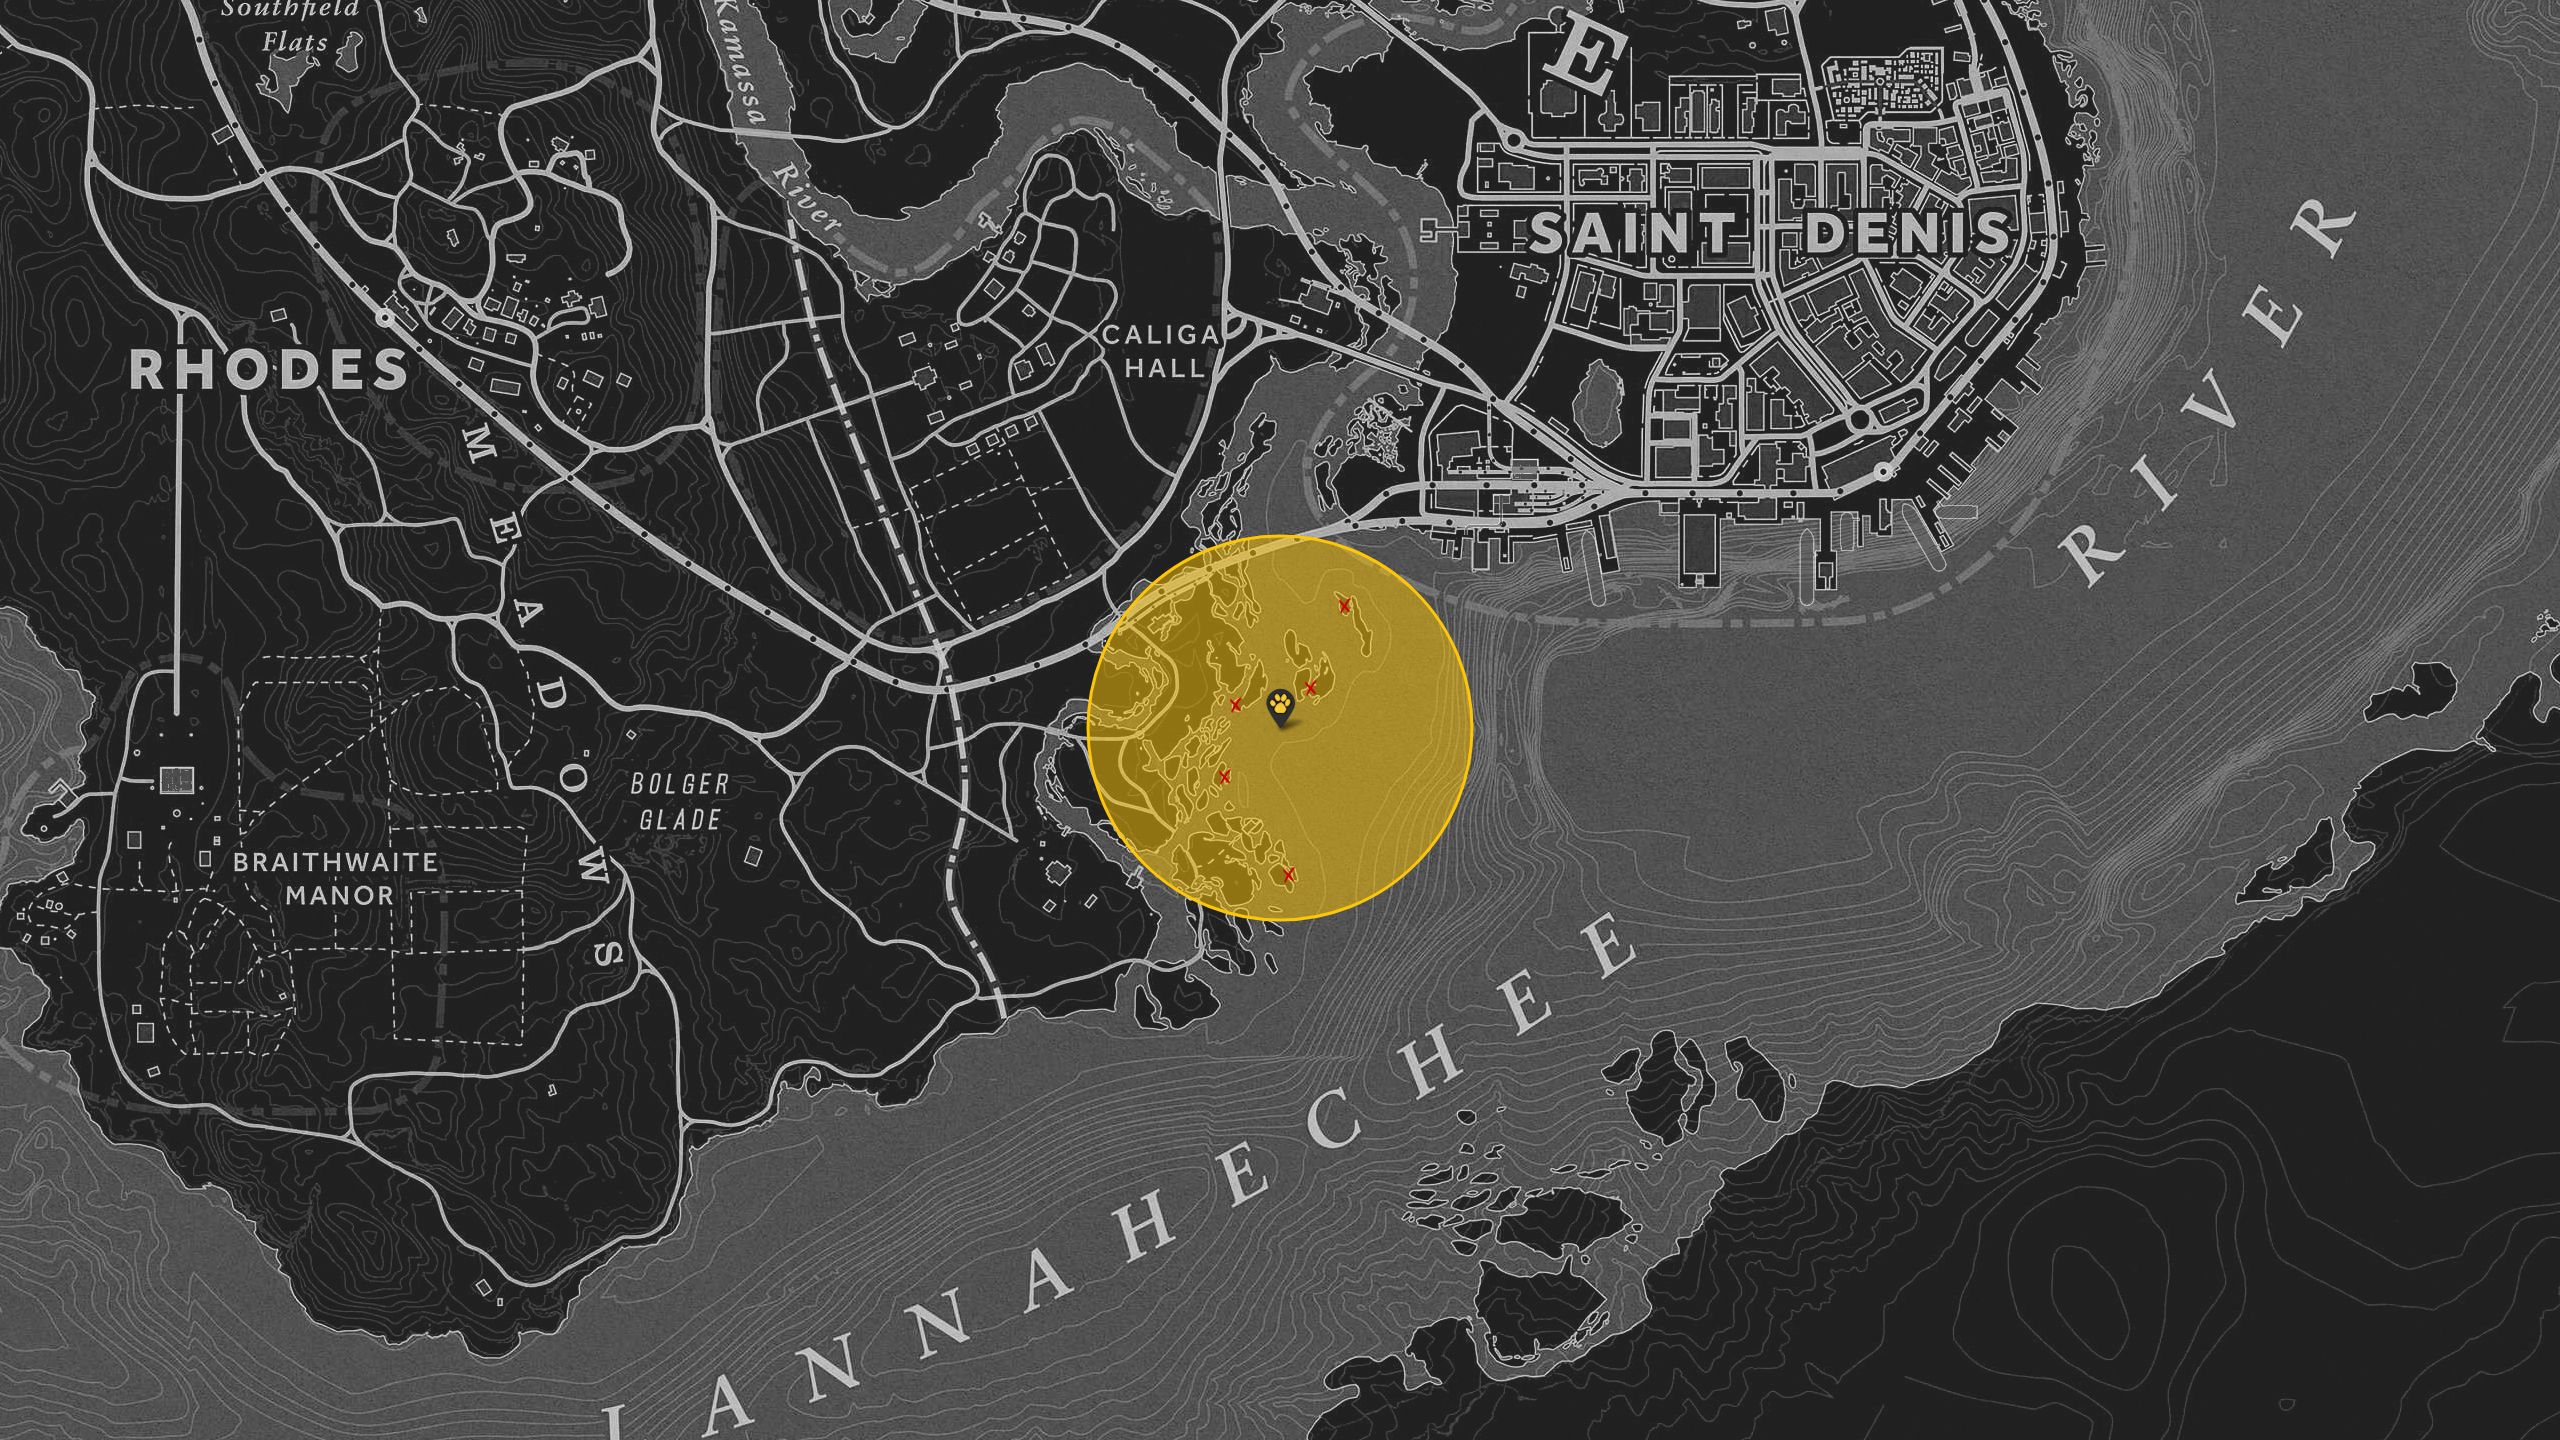 Southfield
Flats
Kamassa
River
E
SAINT DENIS
CALIGA
HALL
RHODES
MEADOWS
BOLGER
GLADE
BRAITHWAITE
MANOR
LANNAHECHEE
RIVER